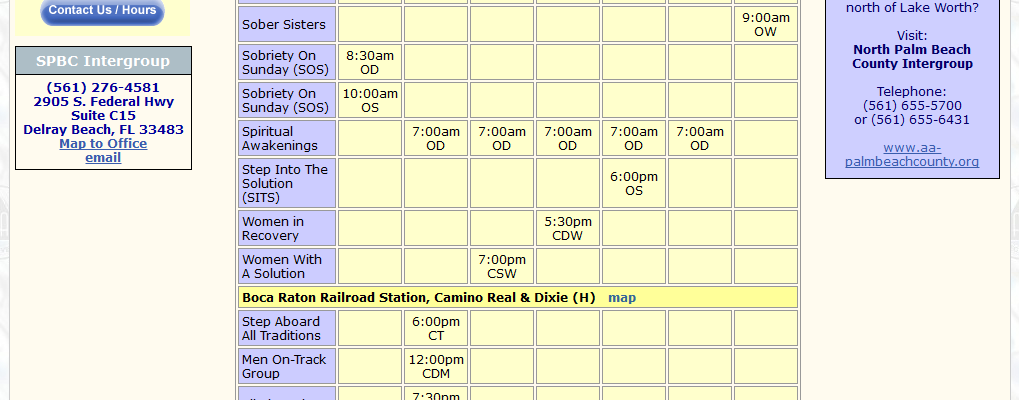 Contact Us / Hours
SPBC Intergroup
(561) 276-4581
2905 S. Federal Hwy
Suite C15
Delray Beach, FL 33483
Map to Office
email
Sober Sisters
9:00am
OW
Sobriety On
Sunday (SOS)
8:30am
OD
Sobriety On
Sunday (SOS)
10:00am
OS
Spiritual
Awakenings
7:00am 7:00am 7:00am 7:00am 7:00am
OD OD OD OD OD
Step Into The
Solution
(SITS)
6:00pm
OS
Women in
Recovery
5:30pm
CDW
Women With
A Solution
7:00pm
CSW
Boca Raton Railroad Station, Camino Real & Dixie (H) map
Step Aboard
All Traditions
6:00pm
CT
Men On-Track
Group
12:00pm
CDM
7:30pm
north of Lake Worth?
Visit:
North Palm Beach
County Intergroup
Telephone:
(561) 655-5700
or (561) 655-6431
www.aa-
palmbeachcounty.org